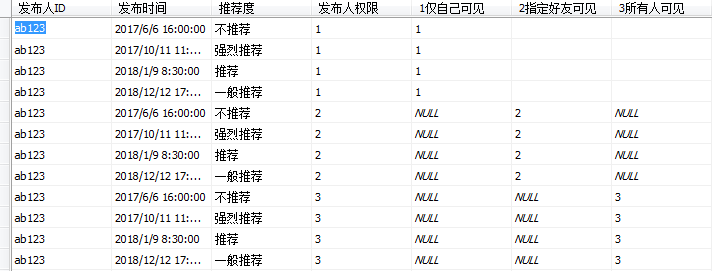 发布人ID 发布时间 推荐度 发布人权限 1仅自己可见 2指定好友可见 3所有人可见
ab123 2017/6/6 16:00:00 不推荐 1 1
ab123 2017/10/11 11:... 强烈推荐 1 1
ab123 2018/1/9 8:30:00 推荐 1 1
ab123 2018/12/12 17:... 一般推荐 1 1
ab123 2017/6/6 16:00:00 不推荐 2 NULL 2 NULL
ab123 2017/10/11 11:... 强烈推荐 2 NULL 2 NULL
ab123 2018/1/9 8:30:00 推荐 2 NULL 2 NULL
ab123 2018/12/12 17:... 一般推荐 2 NULL 2 NULL
ab123 2017/6/6 16:00:00 不推荐 3 NULL NULL 3
ab123 2017/10/11 11:... 强烈推荐 3 NULL NULL 3
ab123 2018/1/9 8:30:00 推荐 3 NULL NULL 3
ab123 2018/12/12 17:... 一般推荐 3 NULL NULL 3